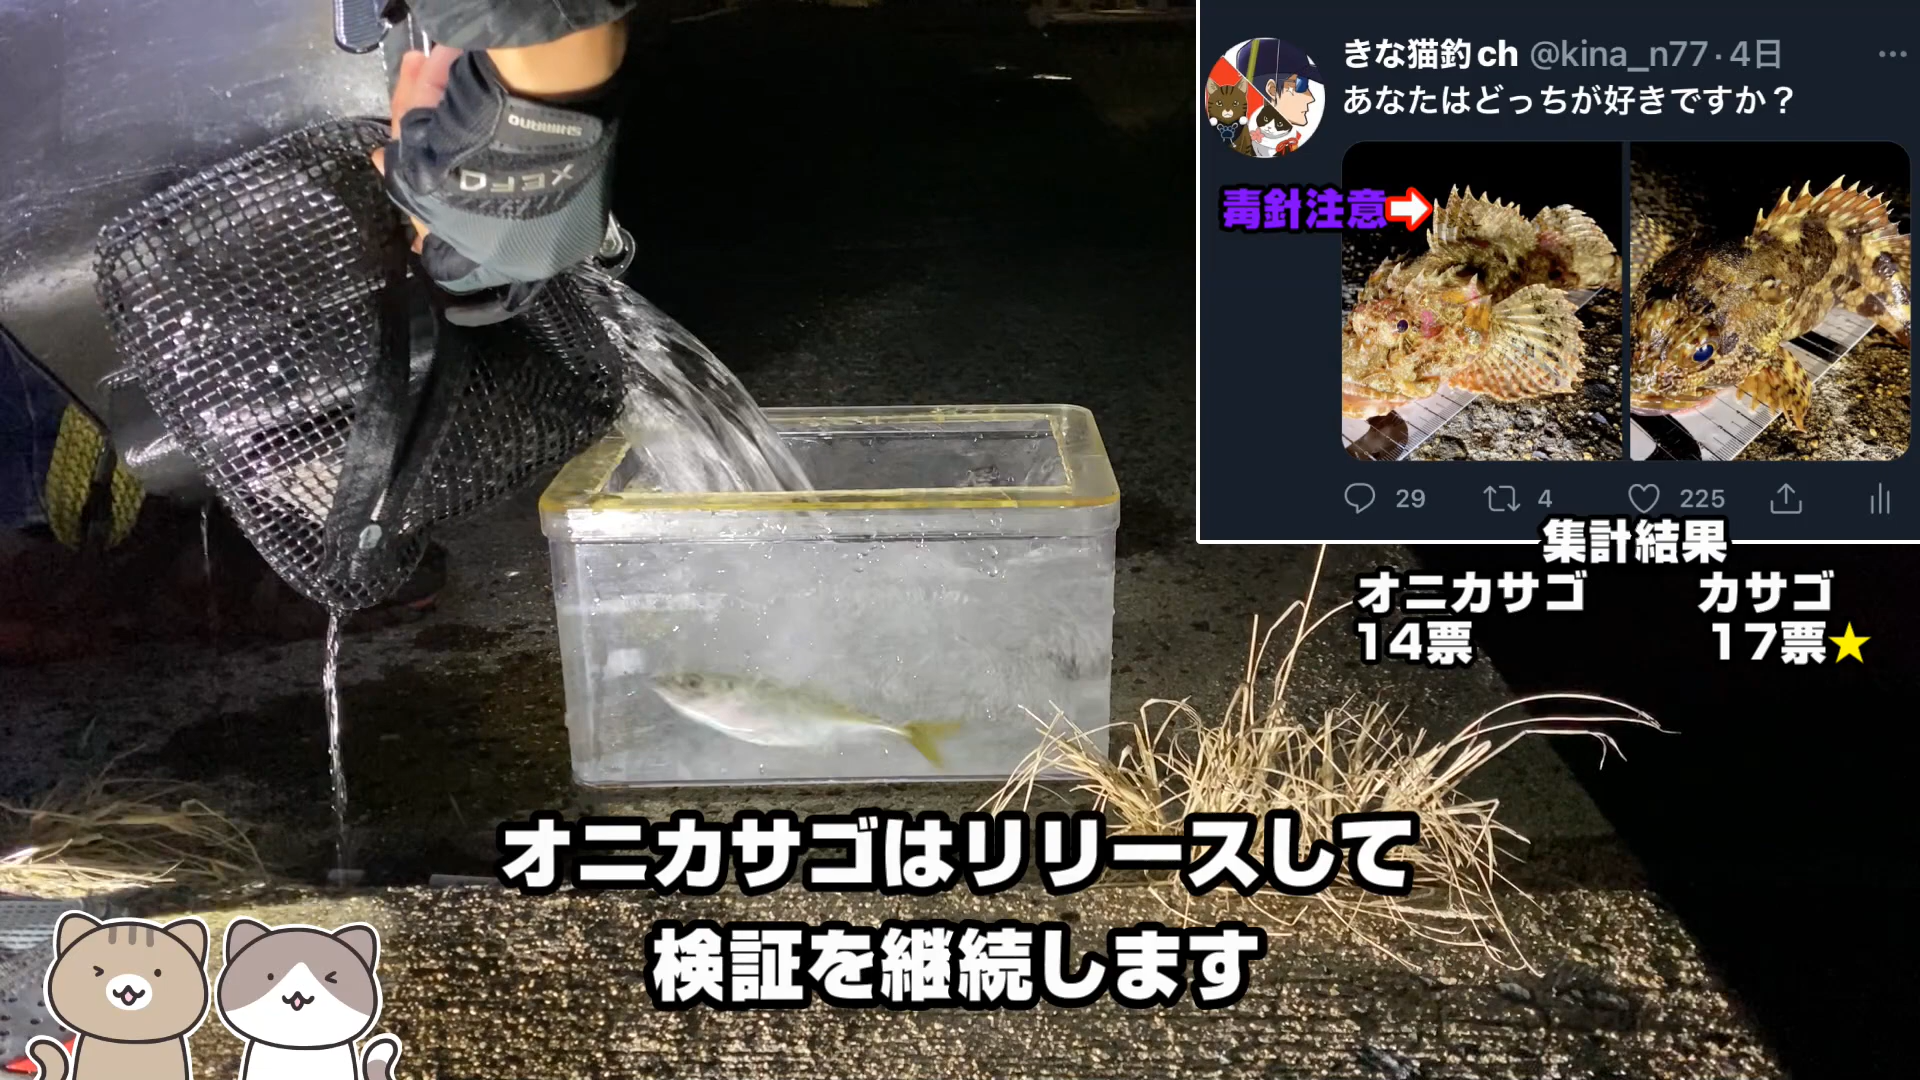 きな猫釣ch @kina_n77·4日
あなたはどっちが好きですか？
毒針注意
29 4 225
集計結果
オニカサゴ カサゴ
14票 17票
SHIMANO
XEFO
オニカサゴはリリースして
検証を継続します